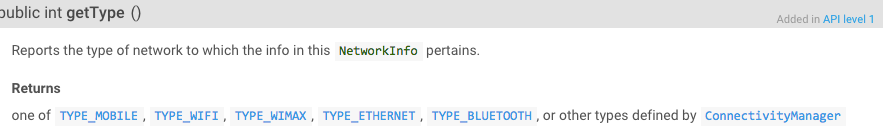 public int getType ()
Added in API level 1
Reports the type of network to which the info in this NetworkInfo pertains.
Returns
one of TYPE_MOBILE, TYPE_WIFI, TYPE_WIMAX, TYPE_ETHERNET, TYPE_BLUETOOTH, or other types defined by ConnectivityManager